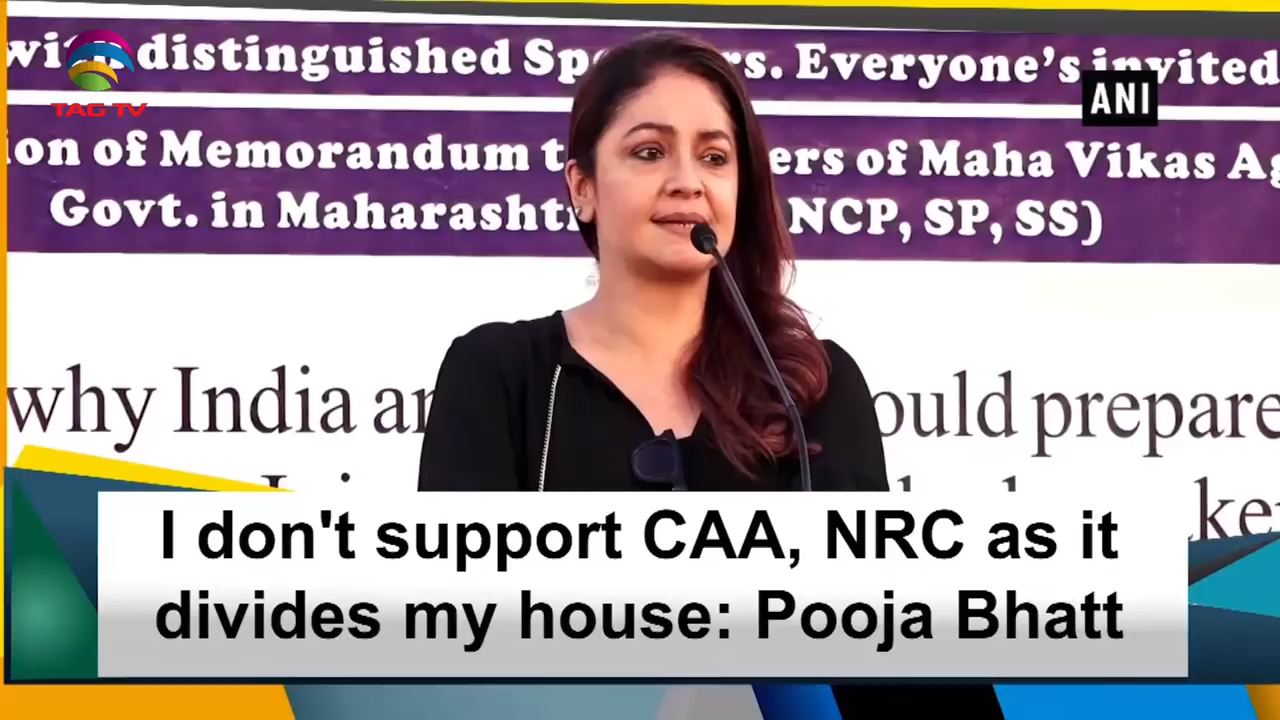 with distinguished Sp rs. Everyone's invited
TAG TV
ANI
ion of Memorandum t ers of Maha Vikas Ag
Govt. in Maharasht NCP, SP, SS)
why India an ould prepare
I don't support CAA, NRC as it
divides my house: Pooja Bhatt